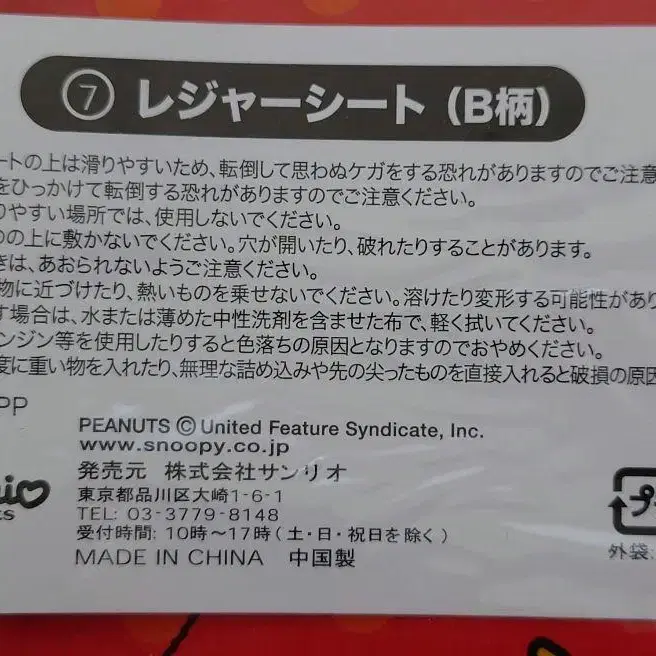 ⑦ レジャーシート(B柄)
ートの上は滑りやすいため、転倒して思わぬケガをする恐れがありますのでご注意
をひっかけて転倒する恐れがありますのでご注意ください。
りやすい場所では、使用しないでください。
のの上に敷かないでください。穴が開いたり、破れたりすることがあります。
きは、あおられないようご注意ください。
物に近づけたり、熱いものを乗せないでください。溶けたり変形する可能性があり
す場合は、水または薄めた中性洗剤を含ませた布で、軽く拭いてください。
ンジン等を使用したりすると色落ちの原因となりますのでおやめください。
度に重い物を入れたり、無理な詰め込みや先の尖ったものを直接入れると破損の原因
PP
PEANUTS © United Feature Syndicate, Inc.
www.snoopy.co.jp
発売元 株式会社サンリオ
東京都品川区大崎1-6-1
TEL: 03-3779-8148
受付時間: 10時~17時(土・日・祝日を除く)
MADE IN CHINA 中国製
プラ
外袋: